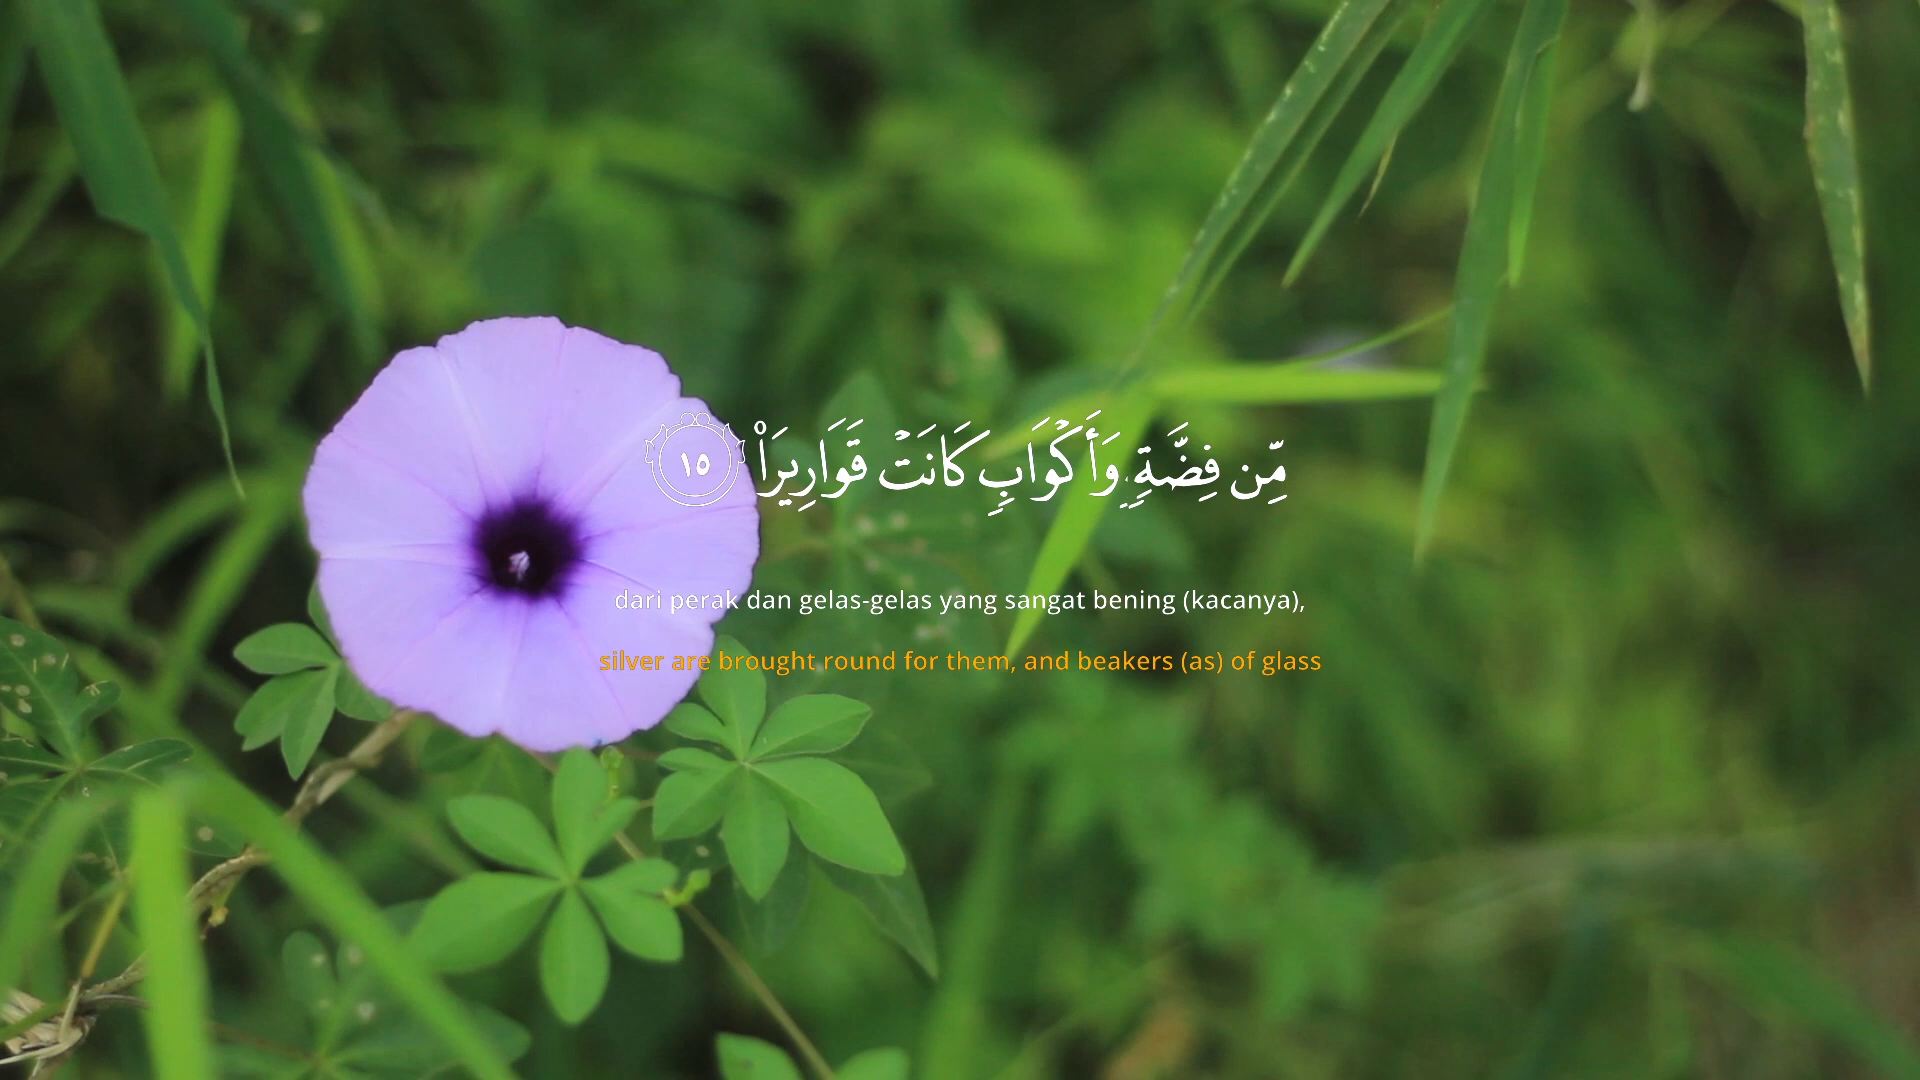 مِّن فِضَّةٍ وَأَكْوَابٍ كَانَتْ قَوَارِيرَا۠ ١٥
dari perak dan gelas-gelas yang sangat bening (kacanya),
silver are brought round for them, and beakers (as) of glass